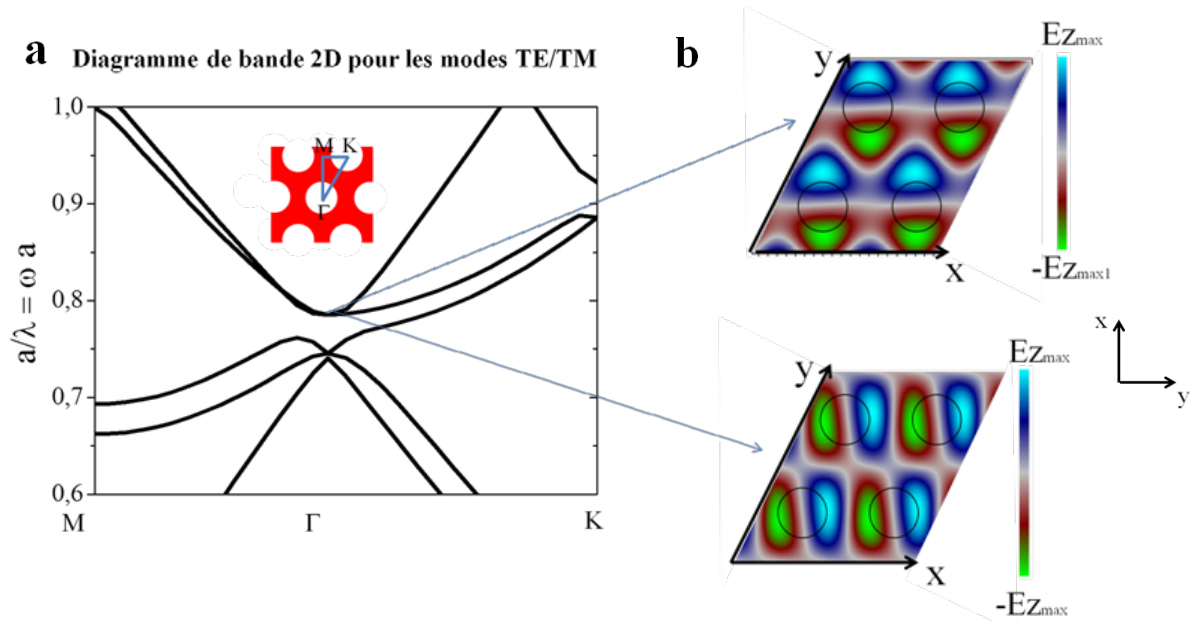 a
Diagramme de bande 2D pour les modes TE/TM
1,0
0,9
0,8
0,7
0,6
a/λ = ω a
M
Γ
K
M K
Γ
b
y
x
Ezmax
-Ezmax1
y
x
Ezmax
-Ezmax
x
y